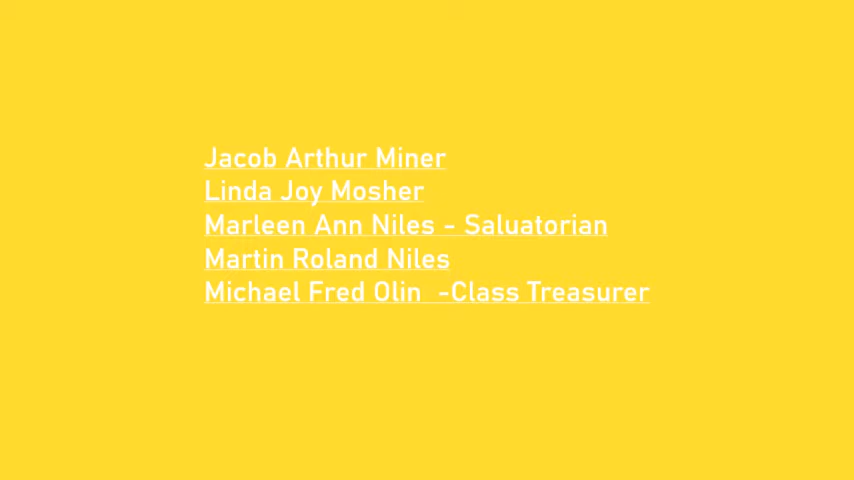 Jacob Arthur Miner
Linda Joy Mosher
Marleen Ann Niles - Saluatorian
Martin Roland Niles
Michael Fred Olin  -Class Treasurer